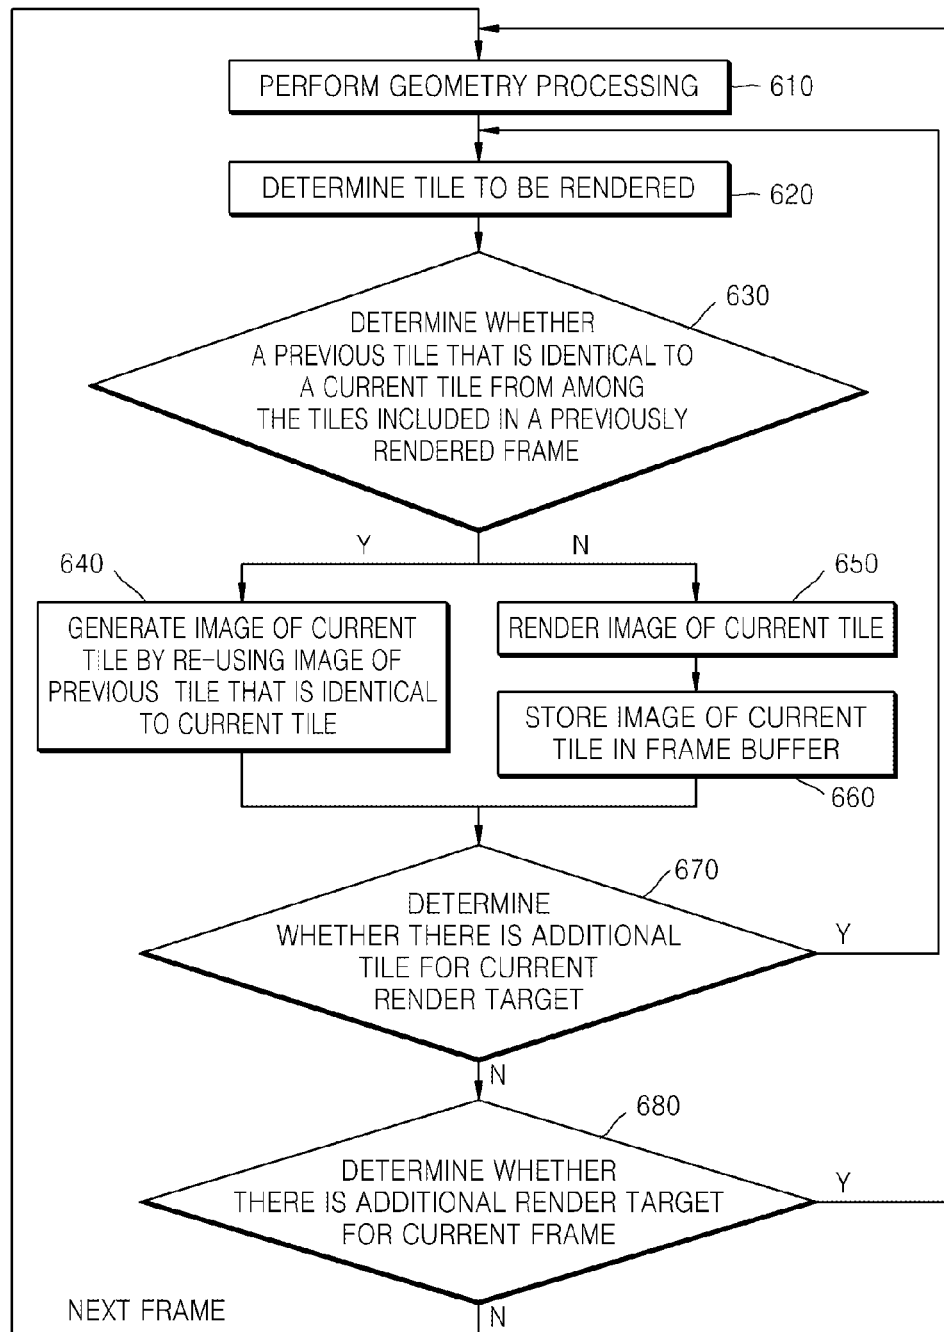 PERFORM GEOMETRY PROCESSING
610
DETERMINE TILE TO BE RENDERED
620
630
DETERMINE WHETHER
A PREVIOUS TILE THAT IS IDENTICAL TO
A CURRENT TILE FROM AMONG
THE TILES INCLUDED IN A PREVIOUSLY
RENDERED FRAME
Y
N
640
GENERATE IMAGE OF CURRENT
TILE BY RE-USING IMAGE OF
PREVIOUS TILE THAT IS IDENTICAL
TO CURRENT TILE
650
RENDER IMAGE OF CURRENT TILE
STORE IMAGE OF CURRENT
TILE IN FRAME BUFFER
660
670
DETERMINE
WHETHER THERE IS ADDITIONAL
TILE FOR CURRENT
RENDER TARGET
Y
N
680
DETERMINE WHETHER
THERE IS ADDITIONAL RENDER TARGET
FOR CURRENT FRAME
Y
NEXT FRAME
N